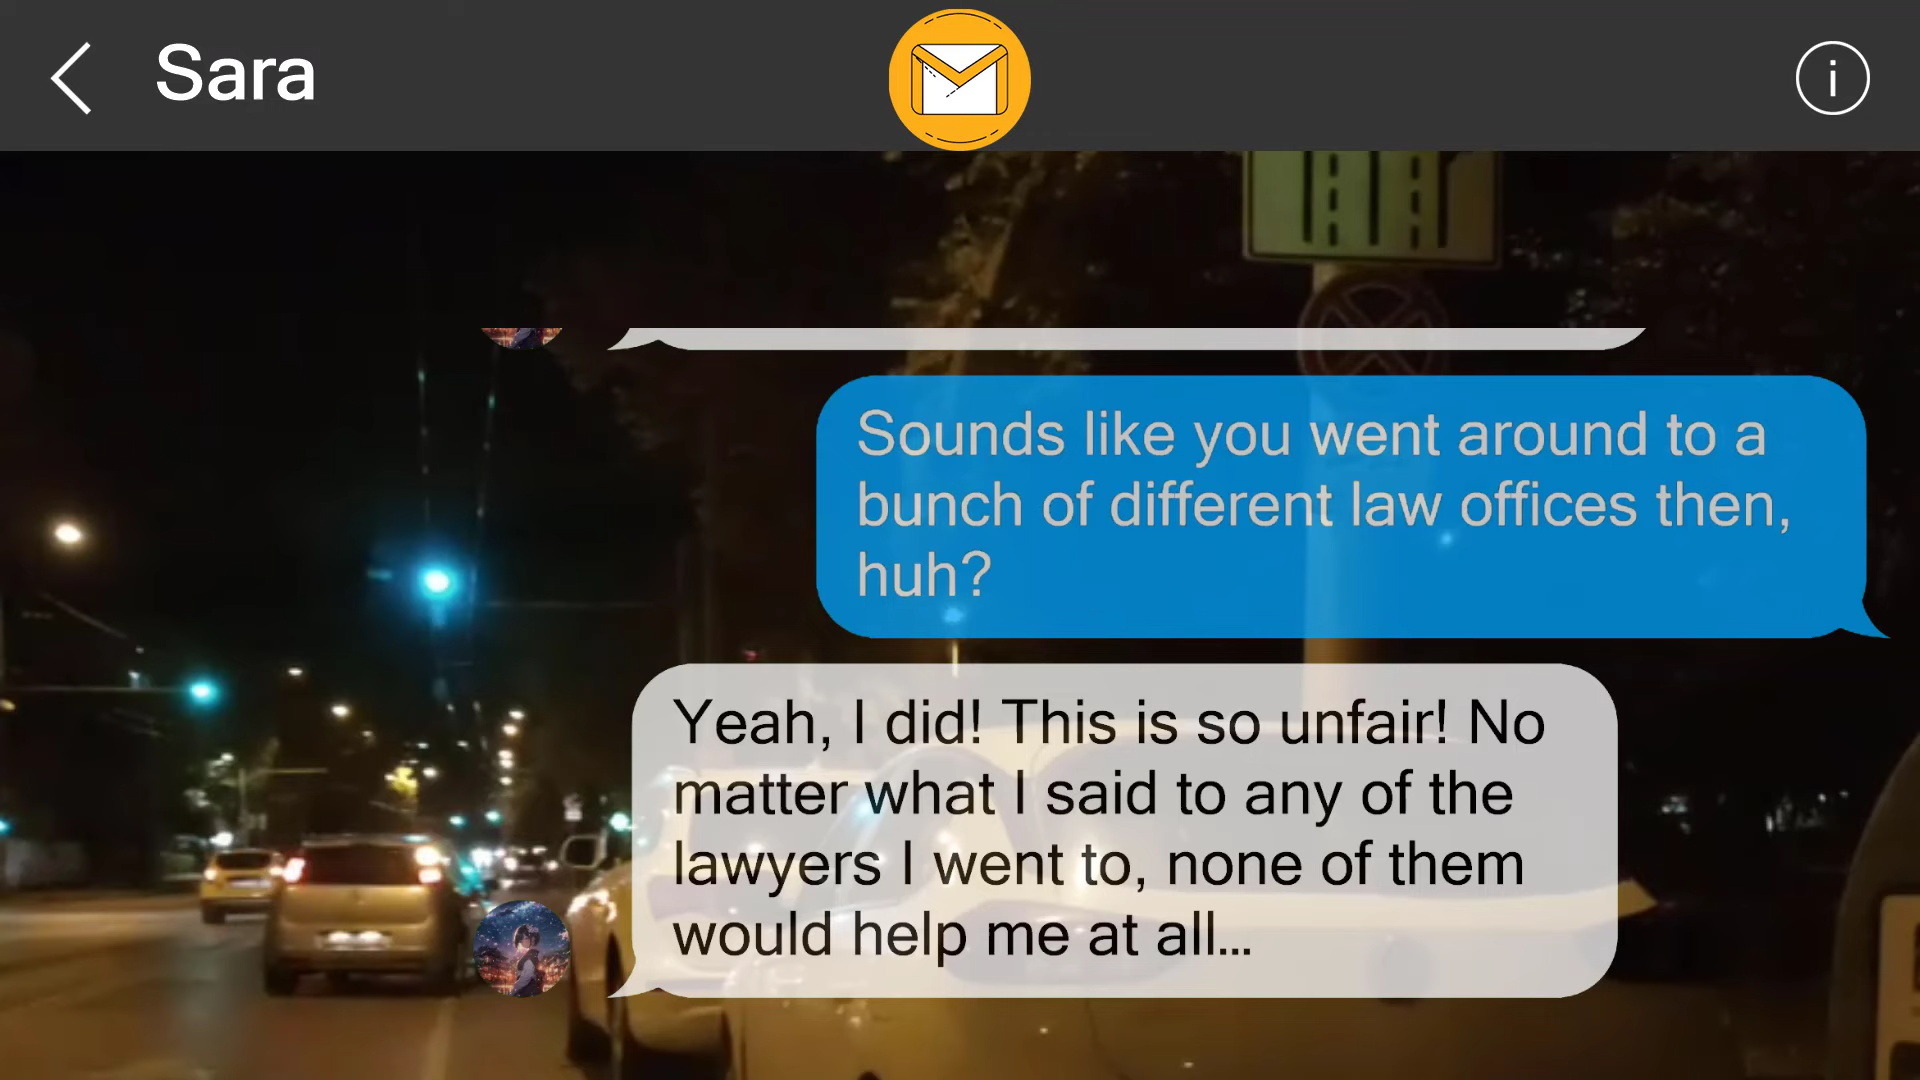 Sara
i
Sounds like you went around to a
bunch of different law offices then,
huh?
Yeah, I did! This is so unfair! No
matter what I said to any of the
lawyers I went to, none of them
would help me at all...